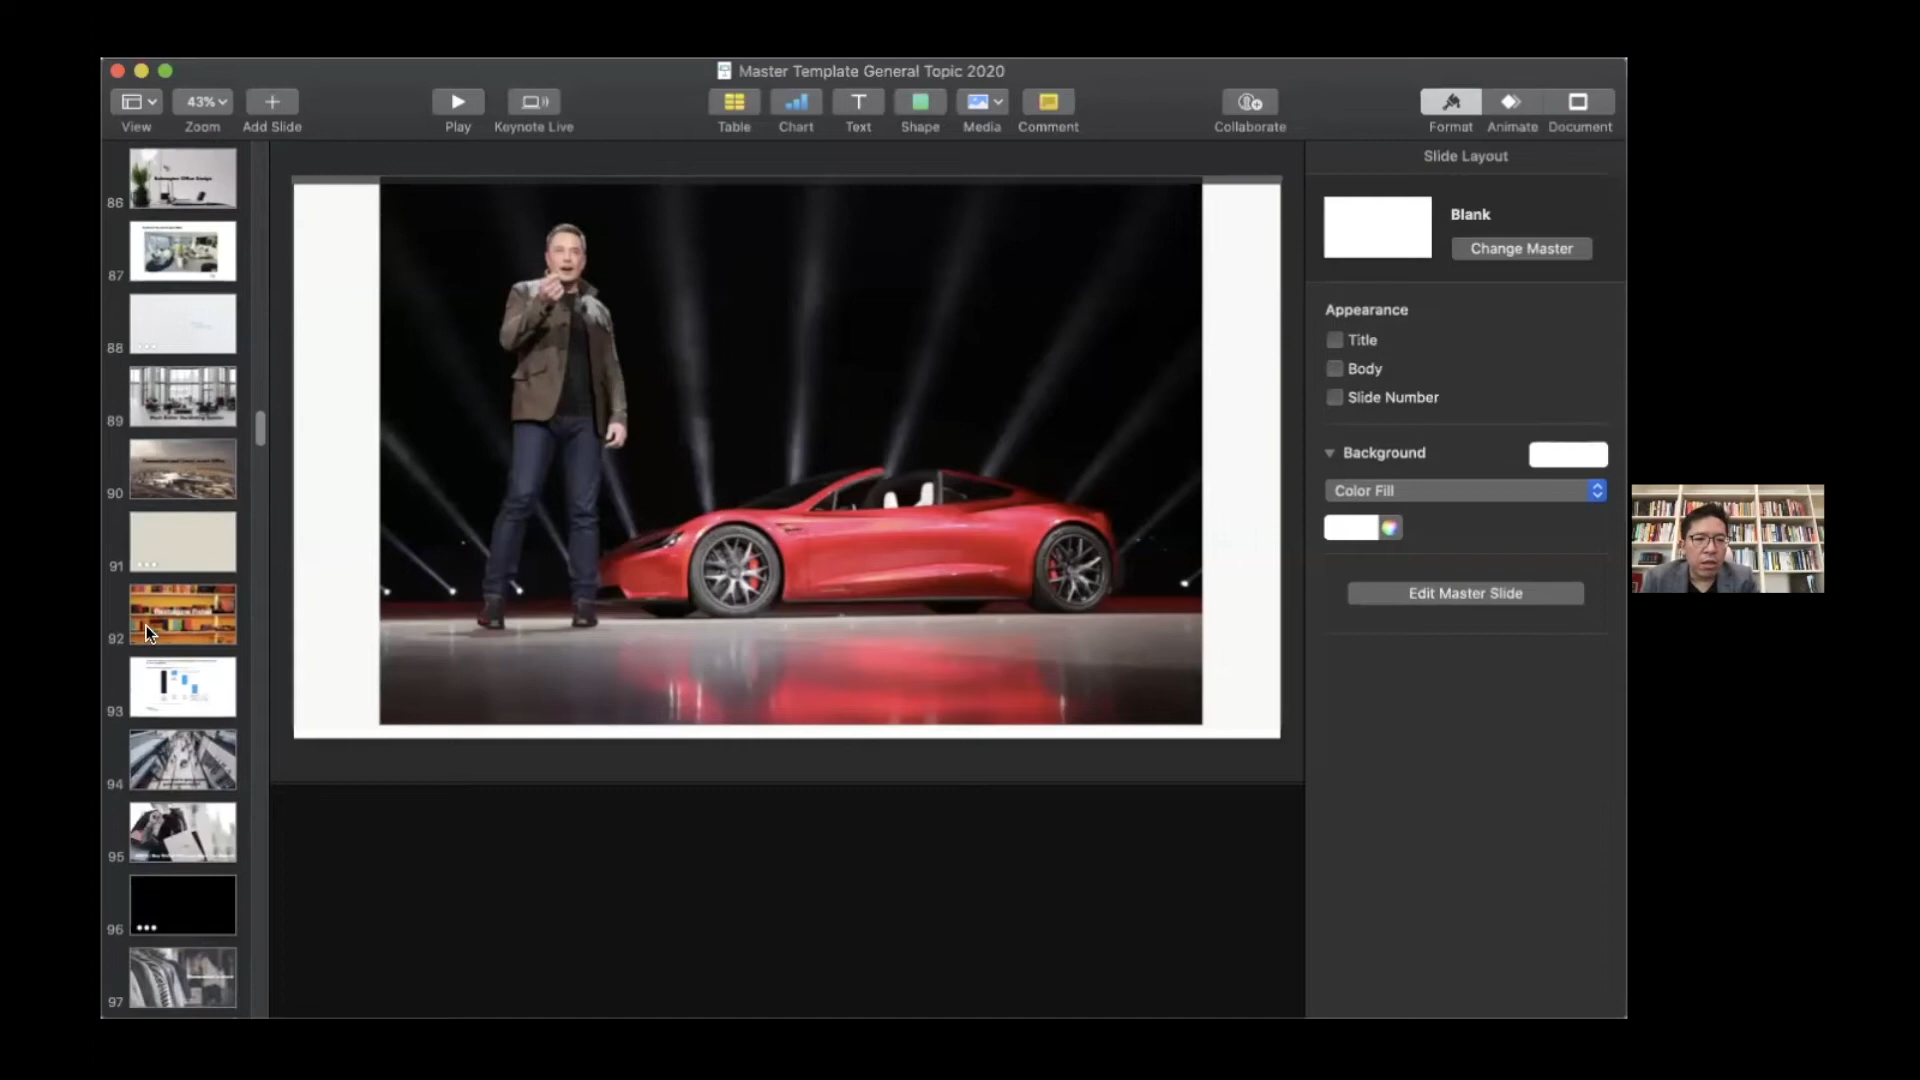 Master Template General Topic 2020
43%
View
Zoom
Add Slide
Play
Keynote Live
Table
Chart
Text
Shape
Media
Comment
Collaborate
Format
Animate
Document
Slide Layout
Blank
Change Master
Appearance
Title
Body
Slide Number
Background
Color Fill
Edit Master Slide
86
87
88
89
90
91
92
93
94
95
96
97